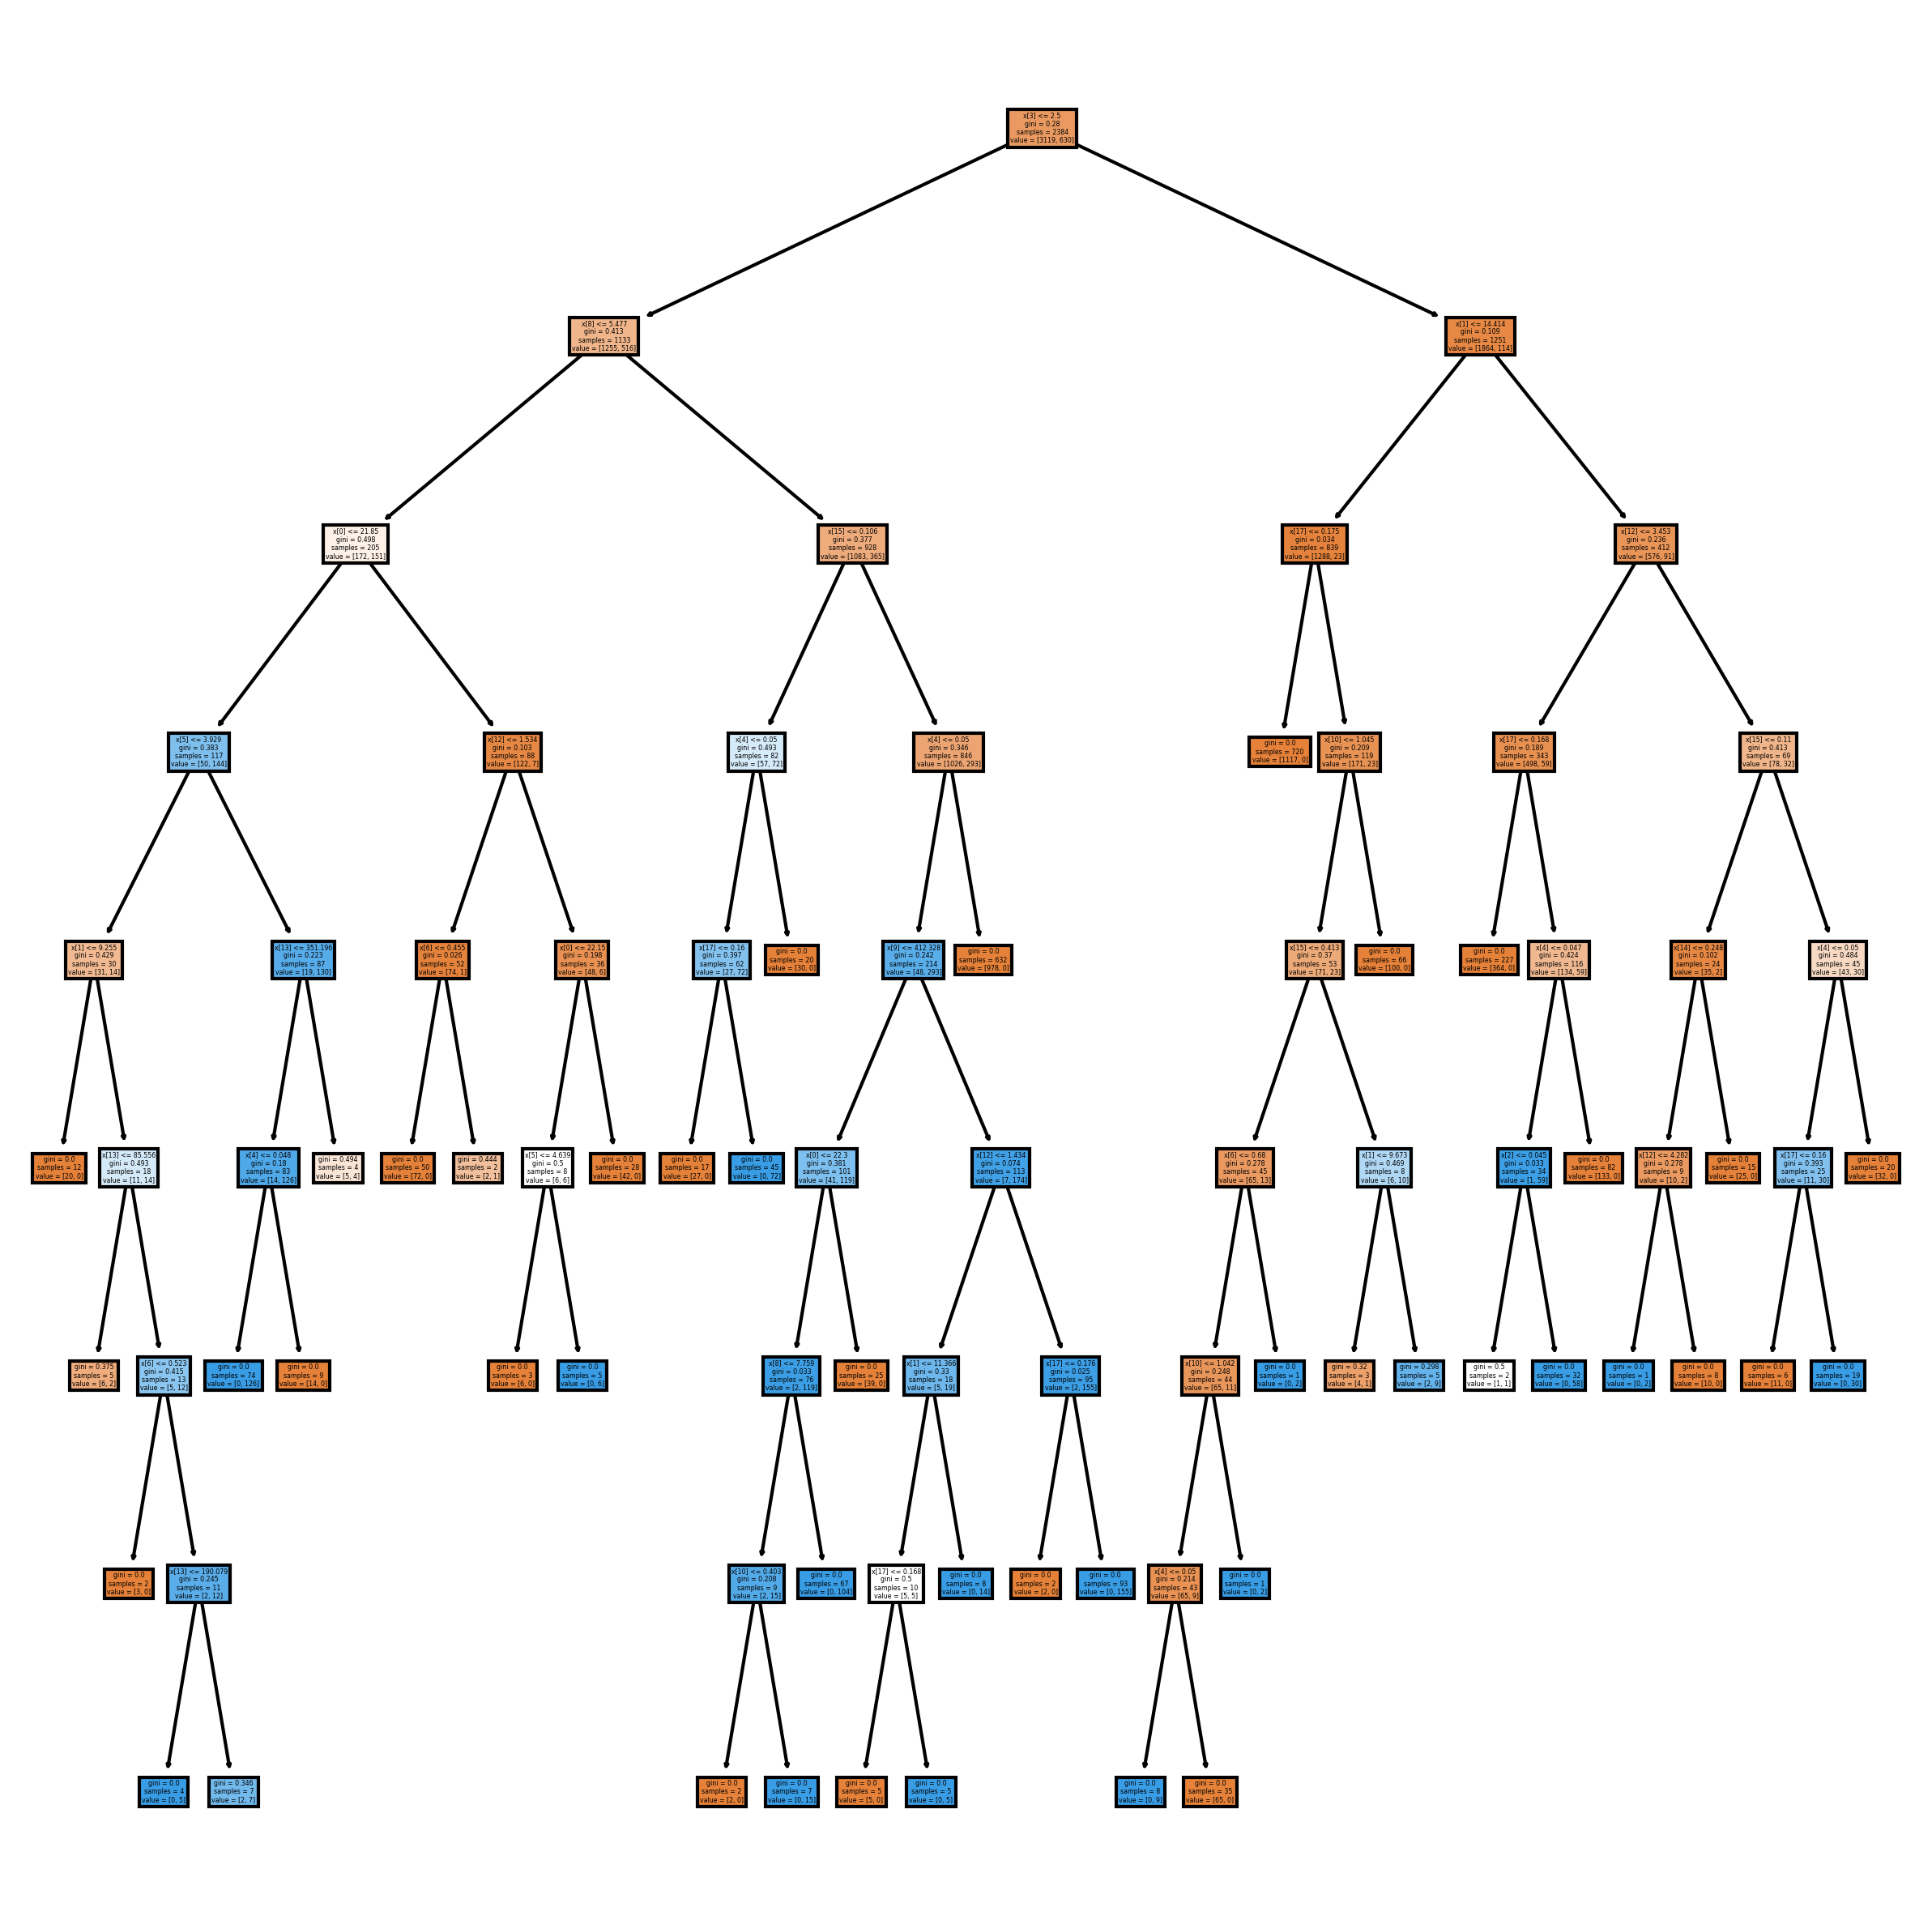 x[3] <= 2.5
gini = 0.28
samples = 2384
value = [3119, 630]
x[8] <= 5.477
gini = 0.413
samples = 1133
value = [1255, 516]
x[1] <= 14.414
gini = 0.109
samples = 1251
value = [1864, 114]
x[0] <= 21.85
gini = 0.498
samples = 205
value = [172, 151]
x[15] <= 0.106
gini = 0.377
samples = 928
value = [1083, 365]
x[17] <= 0.175
gini = 0.034
samples = 839
value = [1288, 23]
x[12] <= 3.453
gini = 0.236
samples = 412
value = [576, 91]
x[5] <= 3.929
gini = 0.383
samples = 117
value = [50, 144]
x[12] <= 1.534
gini = 0.103
samples = 88
value = [122, 7]
x[4] <= 0.05
gini = 0.493
samples = 82
value = [57, 72]
x[4] <= 0.05
gini = 0.346
samples = 846
value = [1026, 293]
gini = 0.0
samples = 720
value = [1117, 0]
x[10] <= 1.045
gini = 0.209
samples = 119
value = [171, 23]
x[17] <= 0.168
gini = 0.189
samples = 343
value = [498, 59]
x[15] <= 0.11
gini = 0.413
samples = 69
value = [78, 32]
x[1] <= 9.255
gini = 0.429
samples = 30
value = [31, 14]
x[13] <= 351.196
gini = 0.223
samples = 87
value = [19, 130]
x[6] <= 0.455
gini = 0.026
samples = 52
value = [74, 1]
x[0] <= 22.15
gini = 0.198
samples = 36
value = [48, 6]
x[17] <= 0.16
gini = 0.397
samples = 62
value = [27, 72]
gini = 0.0
samples = 20
value = [30, 0]
x[9] <= 412.328
gini = 0.242
samples = 214
value = [48, 293]
gini = 0.0
samples = 632
value = [978, 0]
x[15] <= 0.413
gini = 0.37
samples = 53
value = [71, 23]
gini = 0.0
samples = 66
value = [100, 0]
gini = 0.0
samples = 227
value = [364, 0]
x[4] <= 0.047
gini = 0.424
samples = 116
value = [134, 59]
x[14] <= 0.248
gini = 0.102
samples = 24
value = [35, 2]
x[4] <= 0.05
gini = 0.484
samples = 45
value = [43, 30]
gini = 0.0
samples = 12
value = [20, 0]
x[13] <= 85.556
gini = 0.493
samples = 18
value = [11, 14]
x[4] <= 0.048
gini = 0.18
samples = 83
value = [14, 126]
gini = 0.494
samples = 4
value = [5, 4]
gini = 0.0
samples = 50
value = [72, 0]
gini = 0.444
samples = 2
value = [2, 1]
x[5] <= 4.639
gini = 0.5
samples = 8
value = [6, 6]
gini = 0.0
samples = 28
value = [42, 0]
gini = 0.0
samples = 17
value = [27, 0]
gini = 0.0
samples = 45
value = [0, 72]
x[0] <= 22.3
gini = 0.381
samples = 101
value = [41, 119]
x[12] <= 1.434
gini = 0.074
samples = 113
value = [7, 174]
x[6] <= 0.68
gini = 0.278
samples = 45
value = [65, 13]
x[1] <= 9.673
gini = 0.469
samples = 8
value = [6, 10]
x[2] <= 0.045
gini = 0.033
samples = 34
value = [1, 59]
gini = 0.0
samples = 82
value = [133, 0]
x[12] <= 4.282
gini = 0.278
samples = 9
value = [10, 2]
gini = 0.0
samples = 15
value = [25, 0]
x[17] <= 0.16
gini = 0.393
samples = 25
value = [11, 30]
gini = 0.0
samples = 20
value = [32, 0]
gini = 0.375
samples = 5
value = [6, 2]
x[6] <= 0.523
gini = 0.415
samples = 13
value = [5, 12]
gini = 0.0
samples = 74
value = [0, 126]
gini = 0.0
samples = 9
value = [14, 0]
gini = 0.0
samples = 3
value = [6, 0]
gini = 0.0
samples = 5
value = [0, 6]
x[8] <= 7.759
gini = 0.033
samples = 76
value = [2, 119]
gini = 0.0
samples = 25
value = [39, 0]
x[1] <= 11.366
gini = 0.33
samples = 18
value = [5, 19]
x[17] <= 0.176
gini = 0.025
samples = 95
value = [2, 155]
x[10] <= 1.042
gini = 0.248
samples = 44
value = [65, 11]
gini = 0.0
samples = 1
value = [0, 2]
gini = 0.32
samples = 3
value = [4, 1]
gini = 0.298
samples = 5
value = [2, 9]
gini = 0.5
samples = 2
value = [1, 1]
gini = 0.0
samples = 32
value = [0, 58]
gini = 0.0
samples = 1
value = [0, 2]
gini = 0.0
samples = 8
value = [10, 0]
gini = 0.0
samples = 6
value = [11, 0]
gini = 0.0
samples = 19
value = [0, 30]
gini = 0.0
samples = 2
value = [3, 0]
x[13] <= 190.079
gini = 0.245
samples = 11
value = [2, 12]
x[10] <= 0.403
gini = 0.208
samples = 9
value = [2, 15]
gini = 0.0
samples = 67
value = [0, 104]
x[17] <= 0.168
gini = 0.5
samples = 10
value = [5, 5]
gini = 0.0
samples = 8
value = [0, 14]
gini = 0.0
samples = 2
value = [2, 0]
gini = 0.0
samples = 93
value = [0, 155]
x[4] <= 0.05
gini = 0.214
samples = 43
value = [65, 9]
gini = 0.0
samples = 1
value = [0, 2]
gini = 0.0
samples = 4
value = [0, 5]
gini = 0.346
samples = 7
value = [2, 7]
gini = 0.0
samples = 2
value = [2, 0]
gini = 0.0
samples = 7
value = [0, 15]
gini = 0.0
samples = 5
value = [5, 0]
gini = 0.0
samples = 5
value = [0, 5]
gini = 0.0
samples = 8
value = [0, 9]
gini = 0.0
samples = 35
value = [65, 0]